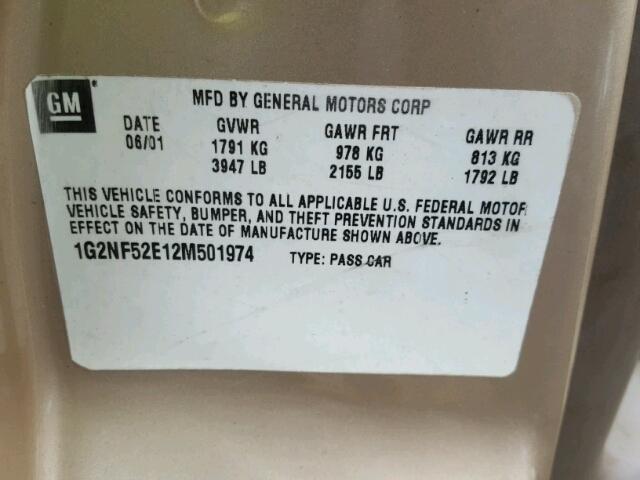 GM
MFD BY GENERAL MOTORS CORP
DATE GVWR GAWR FRT GAWR RR
06/01 1791 KG 978 KG 813 KG
3947 LB 2155 LB 1792 LB
THIS VEHICLE CONFORMS TO ALL APPLICABLE U.S. FEDERAL MOTOR
VEHICLE SAFETY, BUMPER, AND THEFT PREVENTION STANDARDS IN
EFFECT ON THE DATE OF MANUFACTURE SHOWN ABOVE.
1G2NF52E12M501974 TYPE: PASS CAR